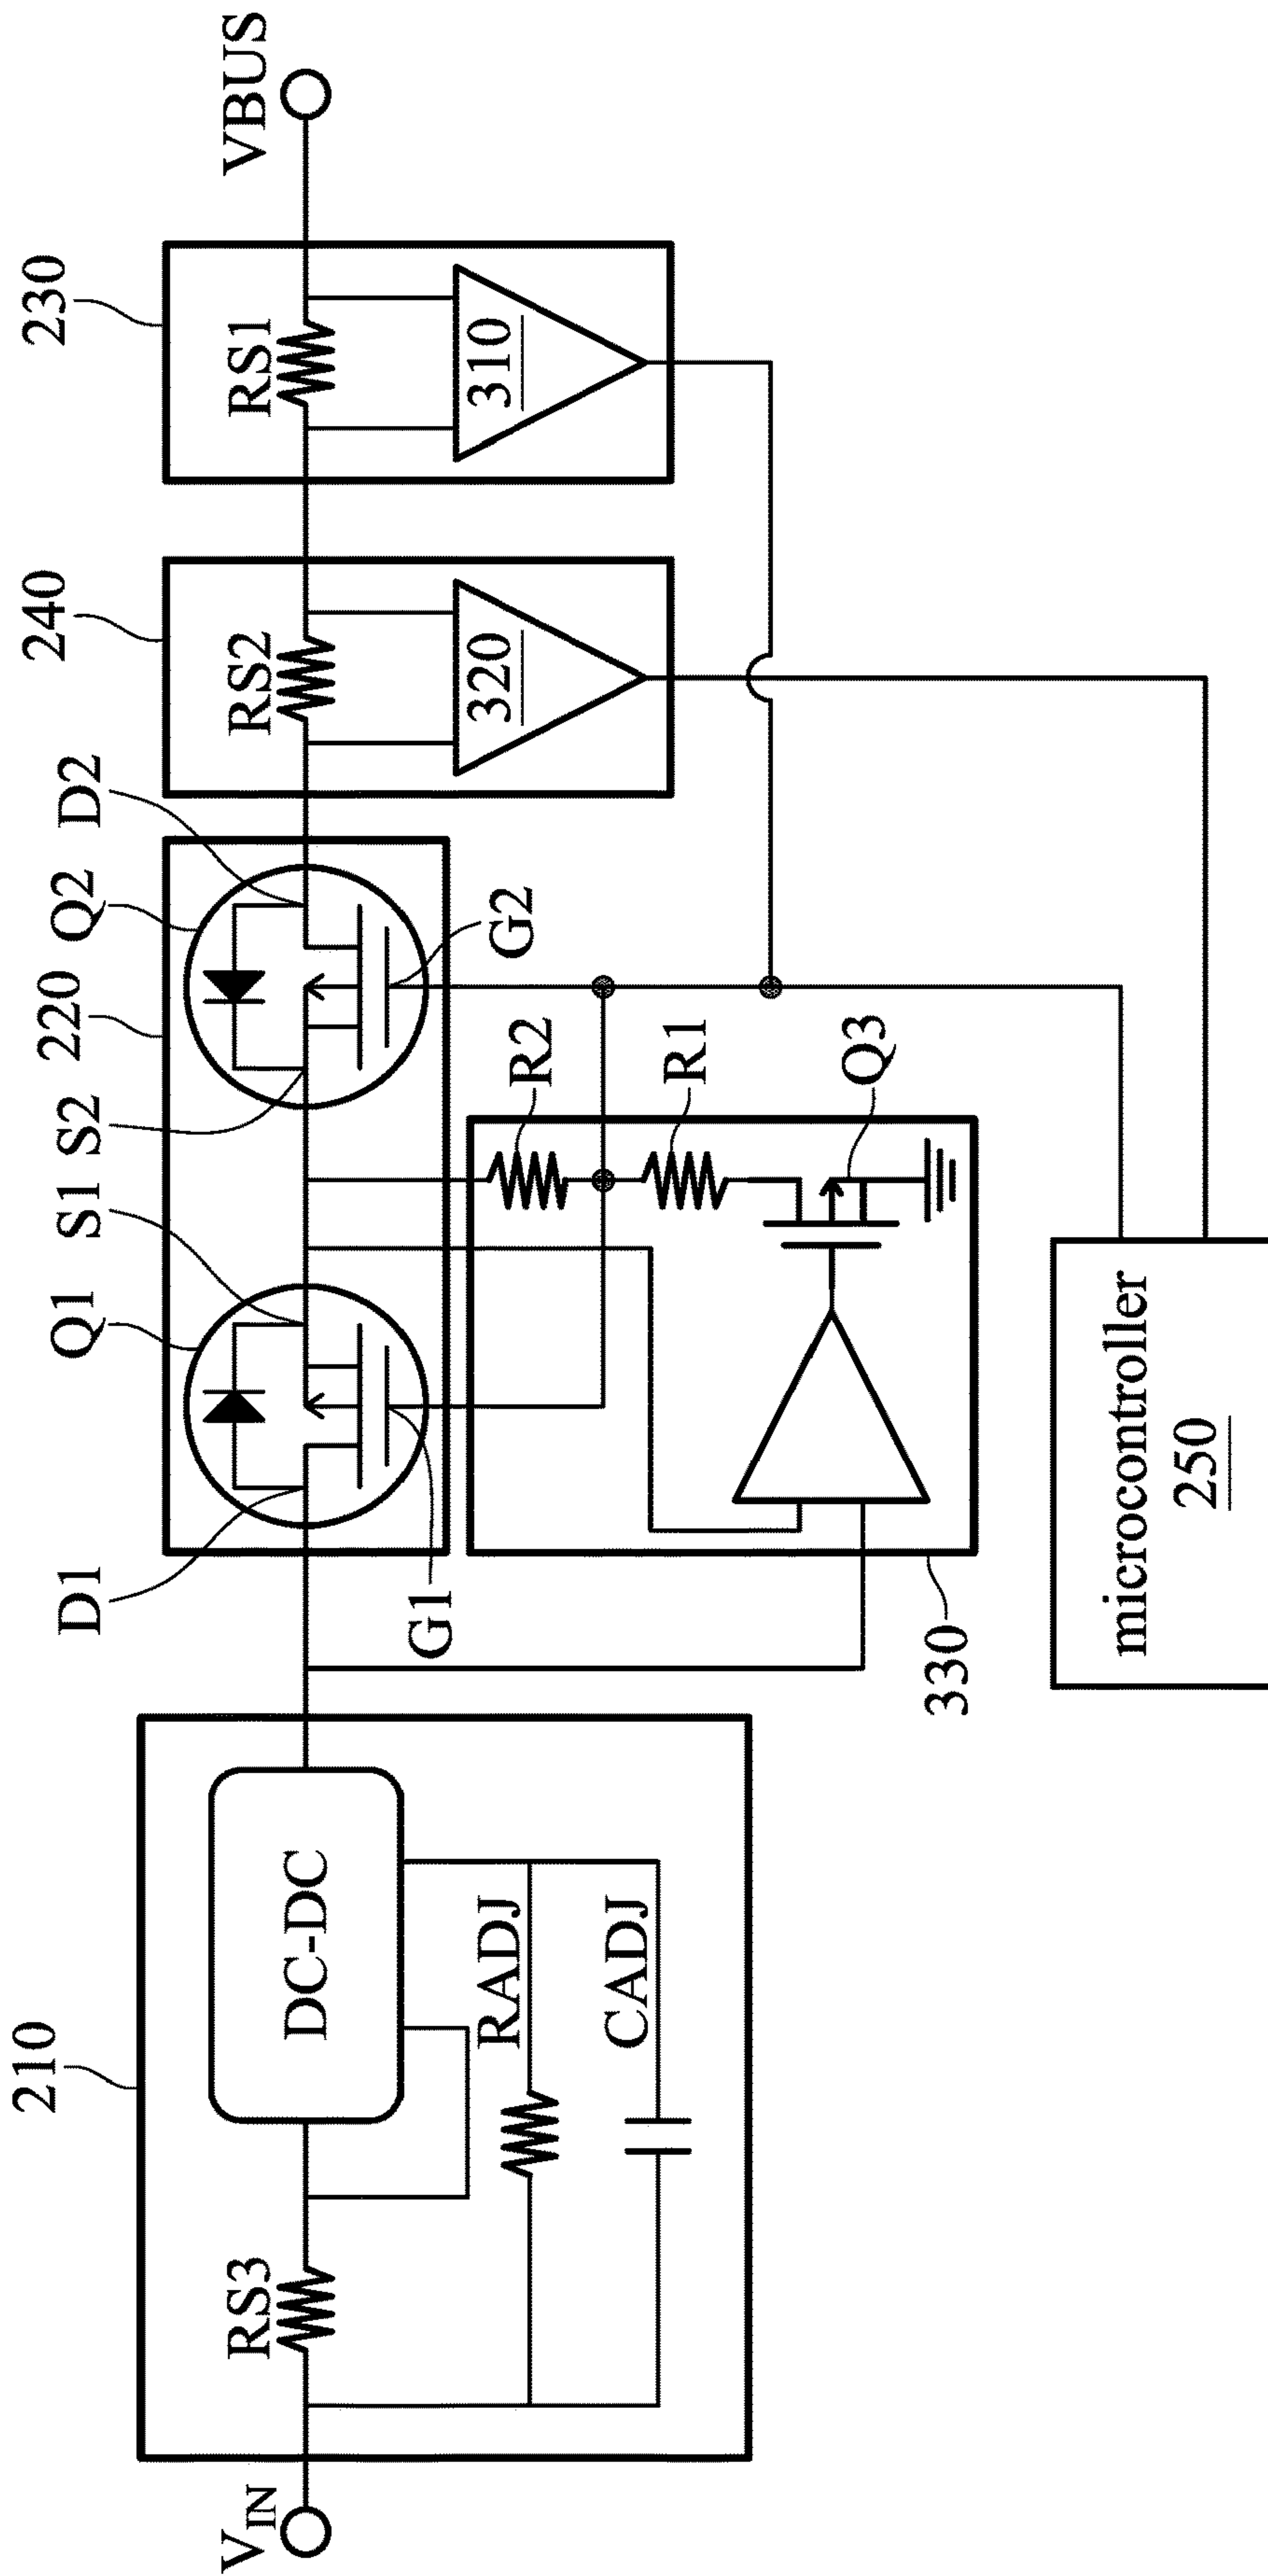 210
220
240
230
Q1
S1
S2
Q2
D2
D1
V_IN
RS3
DC-DC
RS2
RS1
VBUS
G1
G2
320
310
RADJ
R2
CADJ
R1
Q3
330
microcontroller
250